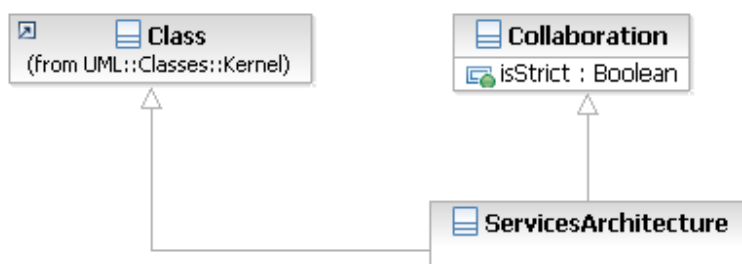 Class
(from UML::Classes::Kernel)
Collaboration
isStrict : Boolean
ServicesArchitecture